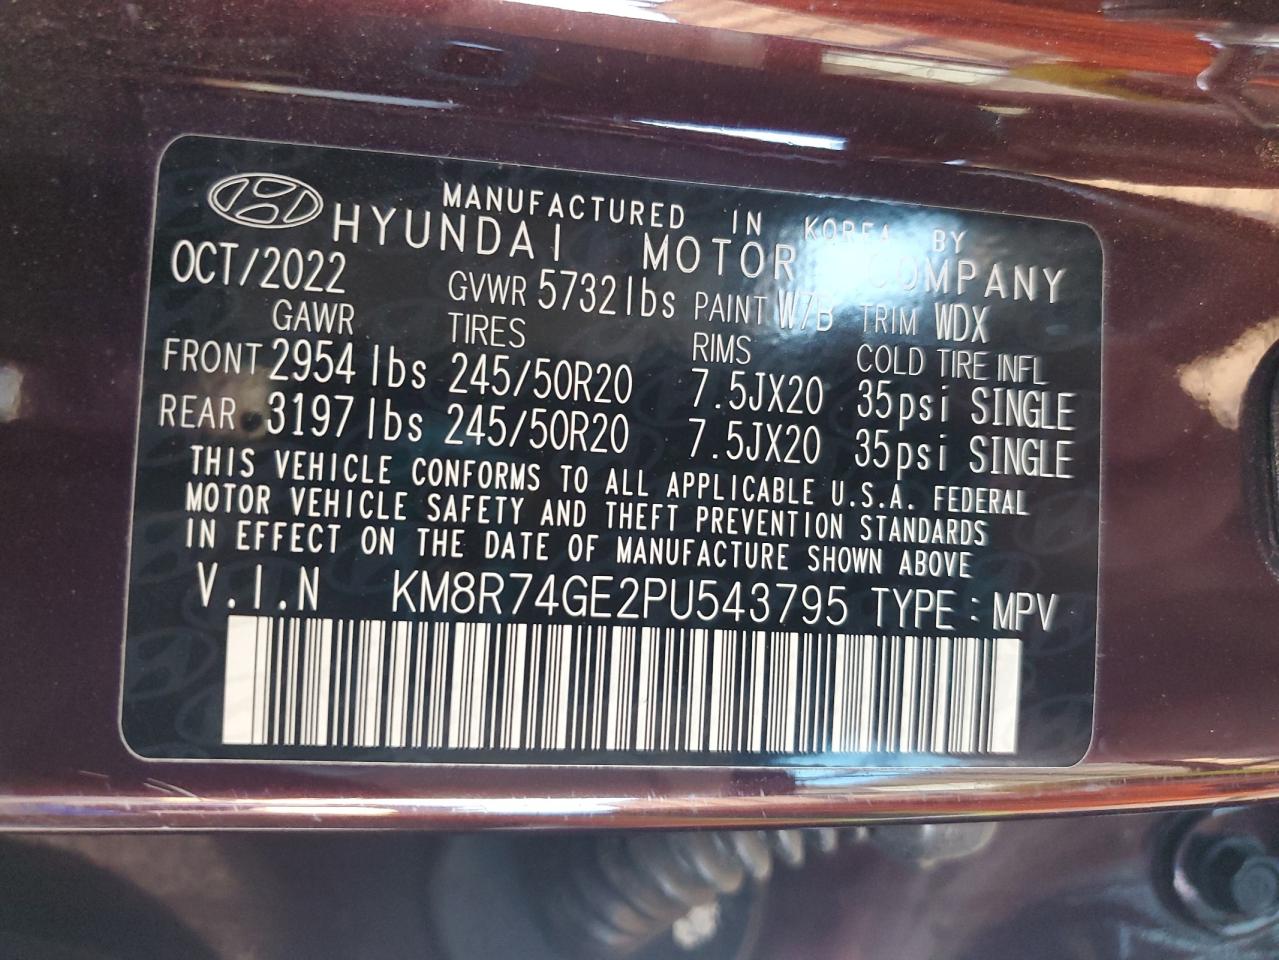 MANUFACTURED IN KOREA BY
HYUNDAI MOTOR COMPANY
OCT/2022 GVWR 5732lbs PAINT W7B TRIM WDX
GAWR TIRES RIMS COLD TIRE INFL
FRONT 2954 lbs 245/50R20 7.5JX20 35psi SINGLE
REAR 3197 lbs 245/50R20 7.5JX20 35psi SINGLE
THIS VEHICLE CONFORMS TO ALL APPLICABLE U.S.A. FEDERAL
MOTOR VEHICLE SAFETY AND THEFT PREVENTION STANDARDS
IN EFFECT ON THE DATE OF MANUFACTURE SHOWN ABOVE
V.I.N KM8R74GE2PU543795 TYPE : MPV